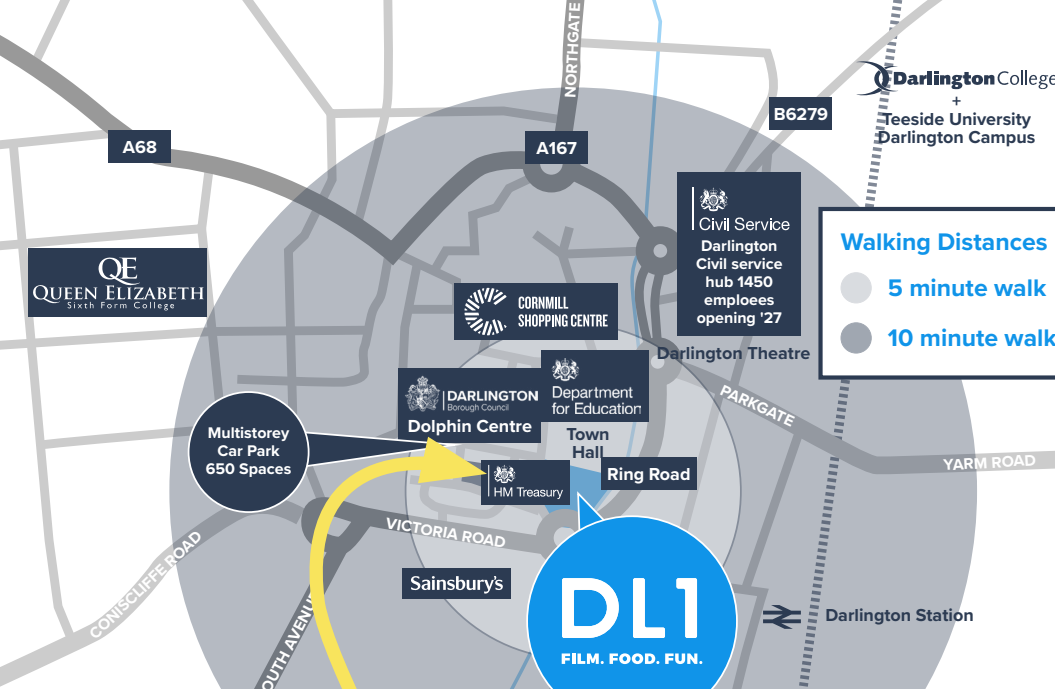 NORTHGATE
Darlington College
+
Teeside University
Darlington Campus
B6279
A68
A167
Civil Service
Darlington
Civil service
hub 1450
emploees
opening '27
Walking Distances
5 minute walk
10 minute walk
QE
QUEEN ELIZABETH
Sixth Form College
CORNMILL
SHOPPING CENTRE
Darlington Theatre
DARLINGTON
Borough Council
Dolphin Centre
Department
for Education
PARKGATE
Multistorey
Car Park
650 Spaces
Town
Hall
YARM ROAD
HM Treasury
Ring Road
VICTORIA ROAD
CONISCLIFFE ROAD
Sainsbury's
OUTH AVENU
DL1
FILM. FOOD. FUN.
Darlington Station